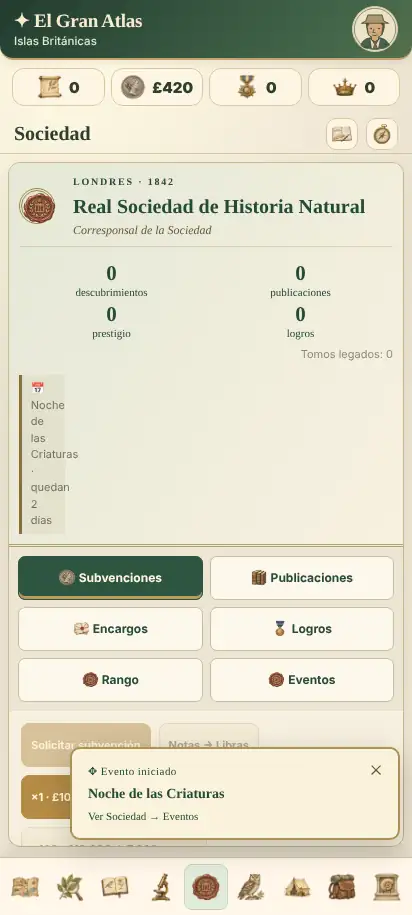 ✦ El Gran Atlas
Islas Británicas
0
£420
0
0
Sociedad
LONDRES · 1842
Real Sociedad de Historia Natural
Corresponsal de la Sociedad
0
descubrimientos
0
publicaciones
0
prestigio
0
logros
Tomos legados: 0
📅
Noche
de
las
Criaturas
·
quedan
2
días
Subvenciones
Publicaciones
Encargos
Logros
Rango
Eventos
Solicitar subvención
Notas → Libras
×1 · £10
✥ Evento iniciado
Noche de las Criaturas
Ver Sociedad → Eventos